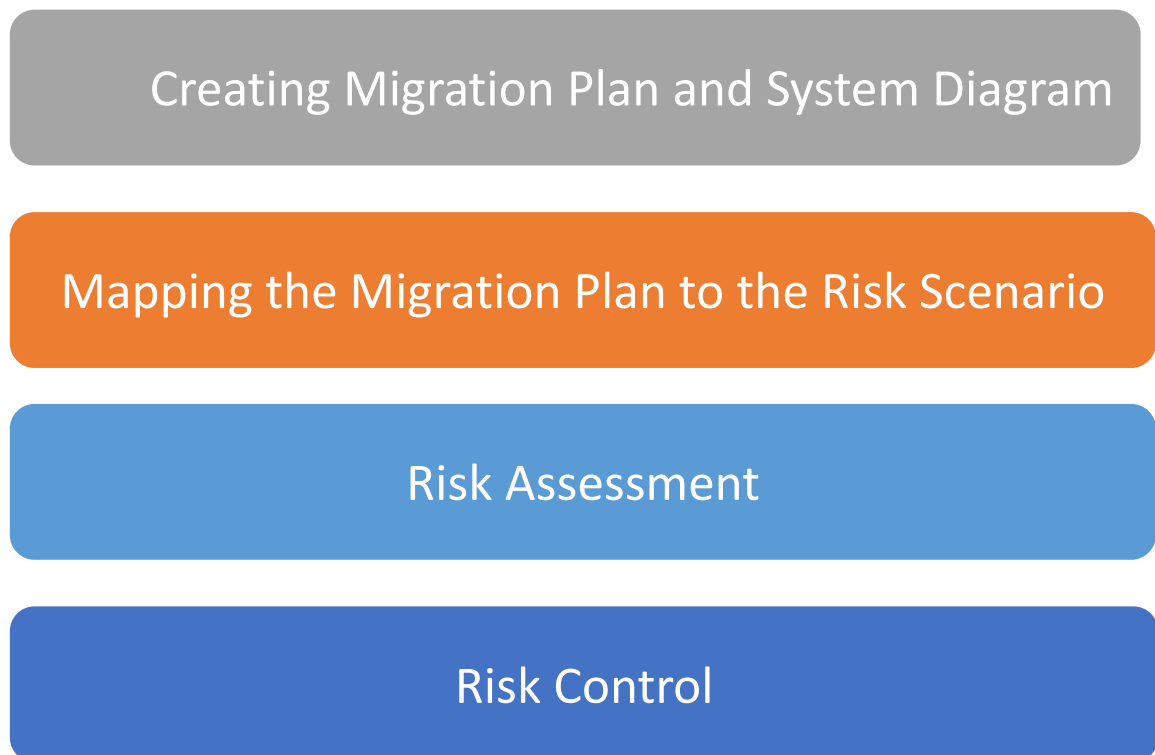 Creating Migration Plan and System Diagram
Mapping the Migration Plan to the Risk Scenario
Risk Assessment
Risk Control